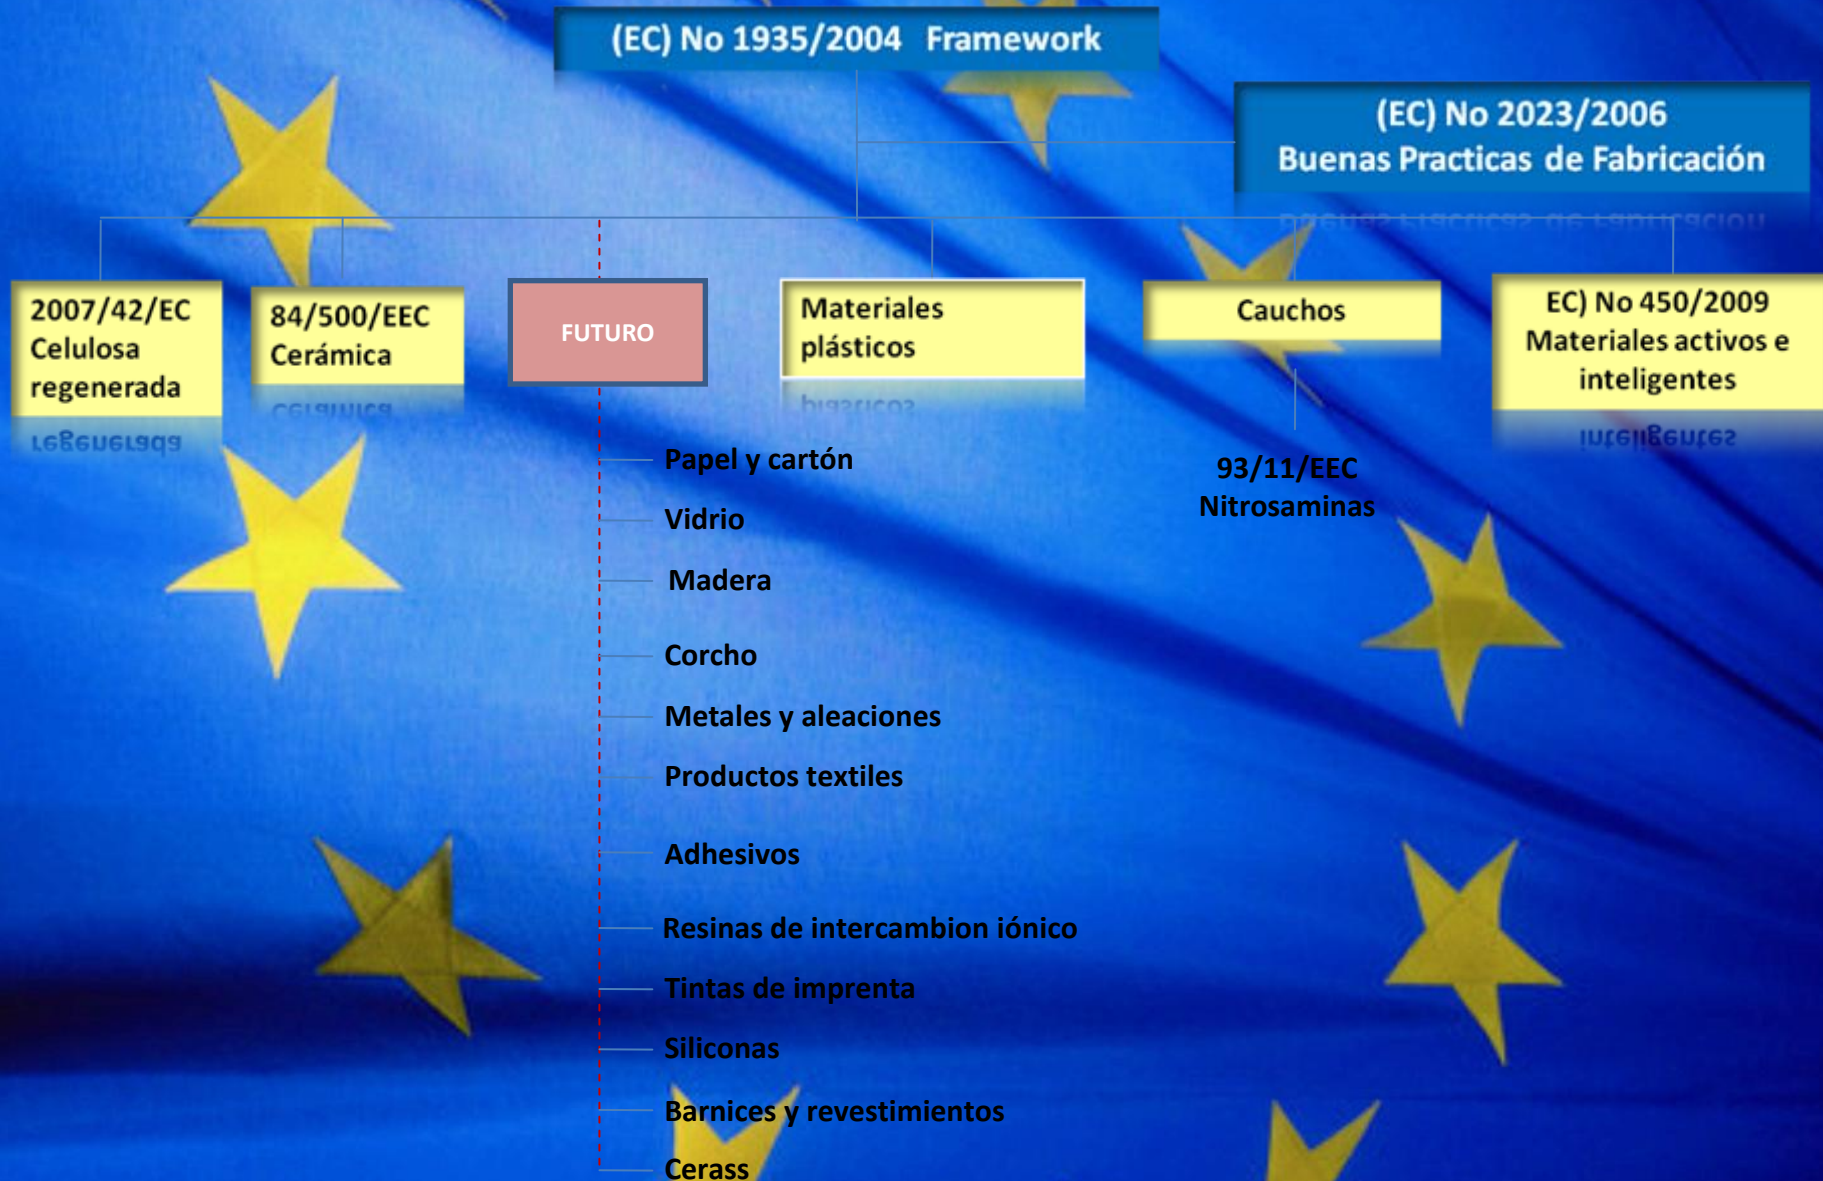 (EC) No 1935/2004 Framework
(EC) No 2023/2006
Buenas Practicas de Fabricación
2007/42/EC
Celulosa
regenerada
84/500/EEC
Cerámica
FUTURO
Materiales
plásticos
Cauchos
EC) No 450/2009
Materiales activos e
inteligentes
93/11/EEC
Nitrosaminas
Papel y cartón
Vidrio
Madera
Corcho
Metales y aleaciones
Productos textiles
Adhesivos
Resinas de intercambion iónico
Tintas de imprenta
Siliconas
Barnices y revestimientos
Cerass